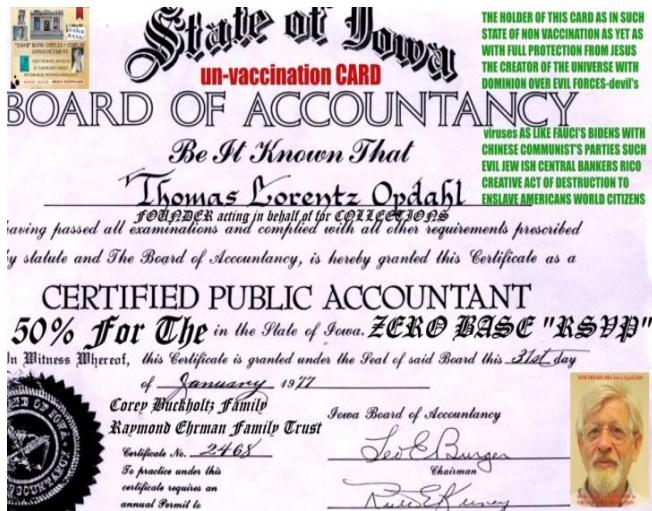 "SAWB" BANK OFFICES - DISPLAY
ANNOUNCEMENT
State of Iowa
un-vaccination CARD
THE HOLDER OF THIS CARD AS IN SUCH
STATE OF NON VACCINATION AS YET AS
WITH FULL PROTECTION FROM JESUS
THE CREATOR OF THE UNIVERSE WITH
DOMINION OVER EVIL FORCES-devil's
viruses AS LIKE FAUCI'S BIDENS WITH
CHINESE COMMUNIST'S PARTIES SUCH
EVIL JEW ISH CENTRAL BANKERS RICO
CREATIVE ACT OF DESTRUCTION TO
ENSLAVE AMERICANS WORLD CITIZENS
BOARD OF ACCOUNTANCY
Be It Known That
Thomas Lorentz Opdahl
FOUNDER acting in behalf of for COLLECTIONS
having passed all examinations and complied with all other requirements prescribed
y statute and The Board of Accountancy, is hereby granted this Certificate as a
CERTIFIED PUBLIC ACCOUNTANT
50% For The in the State of Iowa. ZERO BASE "RSVP"
In Witness Whereof, this Certificate is granted under the Seal of said Board this 31st day
of January 1977
Corey Buckholtz Family
Raymond Ehrman Family Trust
Iowa Board of Accountancy
Certificate No. 2468
Leo E. Burger
Chairman
To practice under this
certificate requires an
annual Permit to